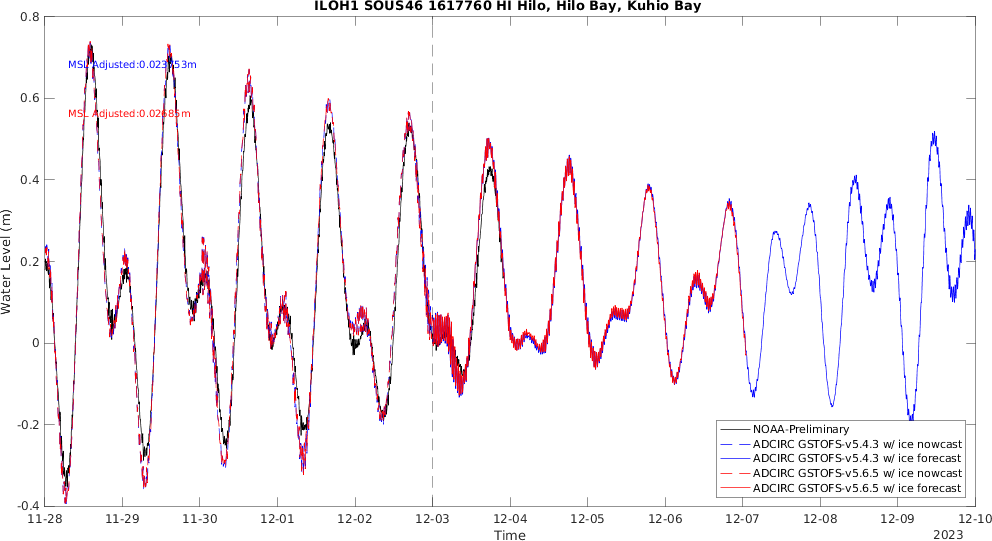 ILOH1 SOUS46 1617760 HI Hilo, Hilo Bay, Kuhio Bay
Water Level (m)
0.8
0.6
0.4
0.2
0
-0.2
-0.4
MSL Adjusted:
MSL Adjusted:0.02685m
NOAA-Preliminary
ADCIRC GSTOFS-v5.4.3 w/ ice nowcast
ADCIRC GSTOFS-v5.4.3 w/ ice forecast
ADCIRC GSTOFS-v5.6.5 w/ ice nowcast
ADCIRC GSTOFS-v5.6.5 w/ ice forecast
11-28 11-29 11-30 12-01 12-02 12-03 12-04 12-05 12-06 12-07 12-08 12-09 12-10
Time
2023